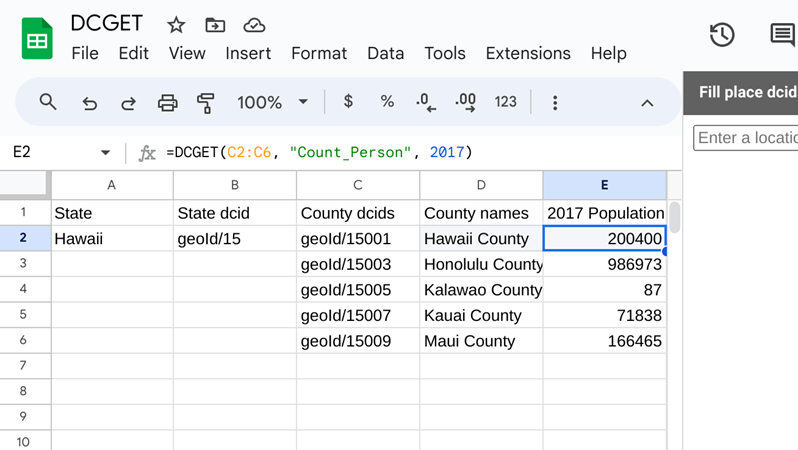 DCGET
File Edit View Insert Format Data Tools Extensions Help
100% $ % .0 .00 123
Fill place dcid
Enter a locatio
E2 fx =DCGET(C2:C6, "Count_Person", 2017)
A B C D E
1 State State dcid County dcids County names 2017 Population
2 Hawaii geoId/15 geoId/15001 Hawaii County 200400
3 geoId/15003 Honolulu County 986973
4 geoId/15005 Kalawao County 87
5 geoId/15007 Kauai County 71838
6 geoId/15009 Maui County 166465
7
8
9
10